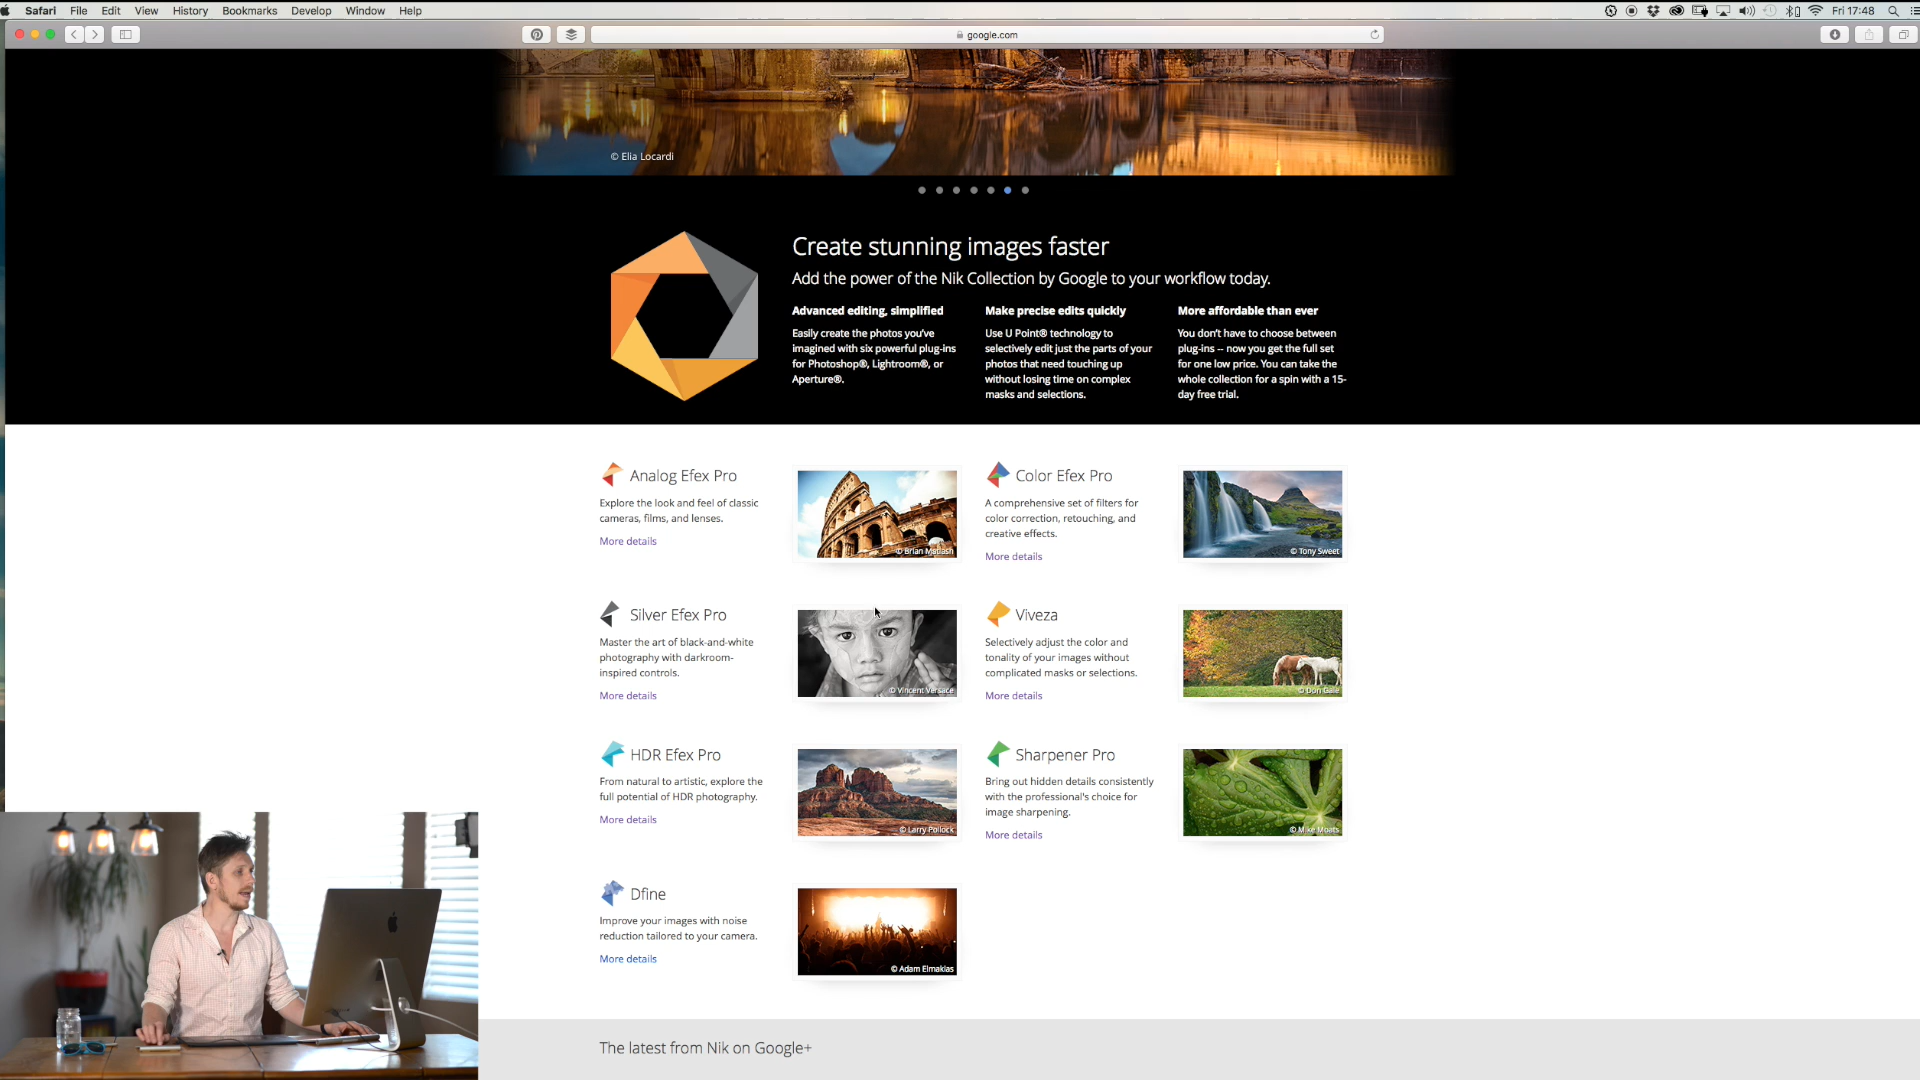 Safari File Edit View History Bookmarks Develop Window Help
Fri 17:48
google.com
© Elia Locardi
Create stunning images faster
Add the power of the Nik Collection by Google to your workflow today.
Advanced editing, simplified
Easily create the photos you've
imagined with six powerful plug-ins
for Photoshop®, Lightroom®, or
Aperture®.
Make precise edits quickly
Use U Point® technology to
selectively edit just the parts of your
photos that need touching up
without losing time on complex
masks and selections.
More affordable than ever
You don't have to choose between
plug-ins -- now you get the full set
for one low price. You can take the
whole collection for a spin with a 15-
day free trial.
Analog Efex Pro
Explore the look and feel of classic
cameras, films, and lenses.
More details
© Brian Matiash
Color Efex Pro
A comprehensive set of filters for
color correction, retouching, and
creative effects.
More details
© Tony Sweet
Silver Efex Pro
Master the art of black-and-white
photography with darkroom-
inspired controls.
More details
© Vincent Versace
Viveza
Selectively adjust the color and
tonality of your images without
complicated masks or selections.
More details
© Don Gale
HDR Efex Pro
From natural to artistic, explore the
full potential of HDR photography.
More details
© Larry Pollock
Sharpener Pro
Bring out hidden details consistently
with the professional's choice for
image sharpening.
More details
© Mike Moats
Dfine
Improve your images with noise
reduction tailored to your camera.
More details
© Adam Elmakias
The latest from Nik on Google+